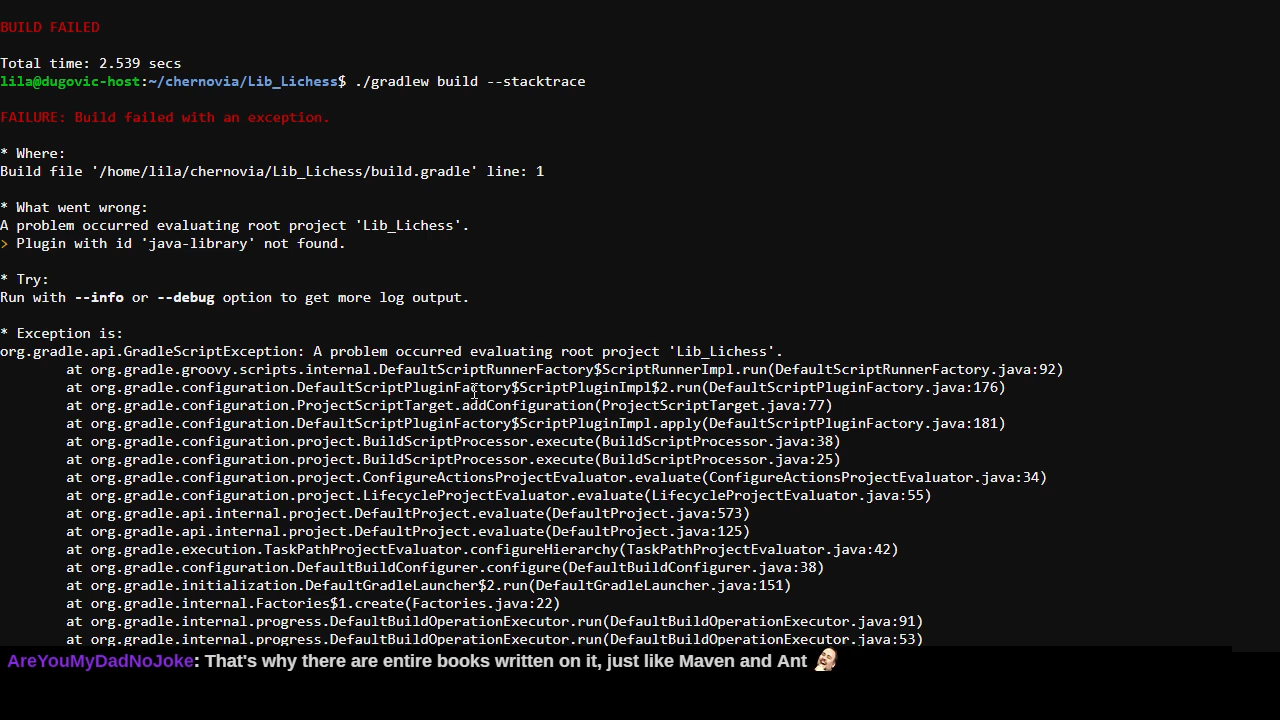 BUILD FAILED
Total time: 2.539 secs
lila@dugovic-host:~/chernovia/Lib_Lichess$ ./gradlew build --stacktrace
FAILURE: Build failed with an exception.
* Where:
Build file '/home/lila/chernovia/Lib_Lichess/build.gradle' line: 1
* What went wrong:
A problem occurred evaluating root project 'Lib_Lichess'.
> Plugin with id 'java-library' not found.
* Try:
Run with --info or --debug option to get more log output.
* Exception is:
org.gradle.api.GradleScriptException: A problem occurred evaluating root project 'Lib_Lichess'.
at org.gradle.groovy.scripts.internal.DefaultScriptRunnerFactory$ScriptRunnerImpl.run(DefaultScriptRunnerFactory.java:92)
at org.gradle.configuration.DefaultScriptPluginFactory$ScriptPluginImpl$2.run(DefaultScriptPluginFactory.java:176)
at org.gradle.configuration.ProjectScriptTarget.addConfiguration(ProjectScriptTarget.java:77)
at org.gradle.configuration.DefaultScriptPluginFactory$ScriptPluginImpl.apply(DefaultScriptPluginFactory.java:181)
at org.gradle.configuration.project.BuildScriptProcessor.execute(BuildScriptProcessor.java:38)
at org.gradle.configuration.project.BuildScriptProcessor.execute(BuildScriptProcessor.java:25)
at org.gradle.configuration.project.ConfigureActionsProjectEvaluator.evaluate(ConfigureActionsProjectEvaluator.java:34)
at org.gradle.configuration.project.LifecycleProjectEvaluator.evaluate(LifecycleProjectEvaluator.java:55)
at org.gradle.api.internal.project.DefaultProject.evaluate(DefaultProject.java:573)
at org.gradle.api.internal.project.DefaultProject.evaluate(DefaultProject.java:125)
at org.gradle.execution.TaskPathProjectEvaluator.configureHierarchy(TaskPathProjectEvaluator.java:42)
at org.gradle.configuration.DefaultBuildConfigurer.configure(DefaultBuildConfigurer.java:38)
at org.gradle.initialization.DefaultGradleLauncher$2.run(DefaultGradleLauncher.java:151)
at org.gradle.internal.Factories$1.create(Factories.java:22)
at org.gradle.internal.progress.DefaultBuildOperationExecutor.run(DefaultBuildOperationExecutor.java:91)
at org.gradle.internal.progress.DefaultBuildOperationExecutor.run(DefaultBuildOperationExecutor.java:53)
AreYouMyDadNoJoke: That's why there are entire books written on it, just like Maven and Ant